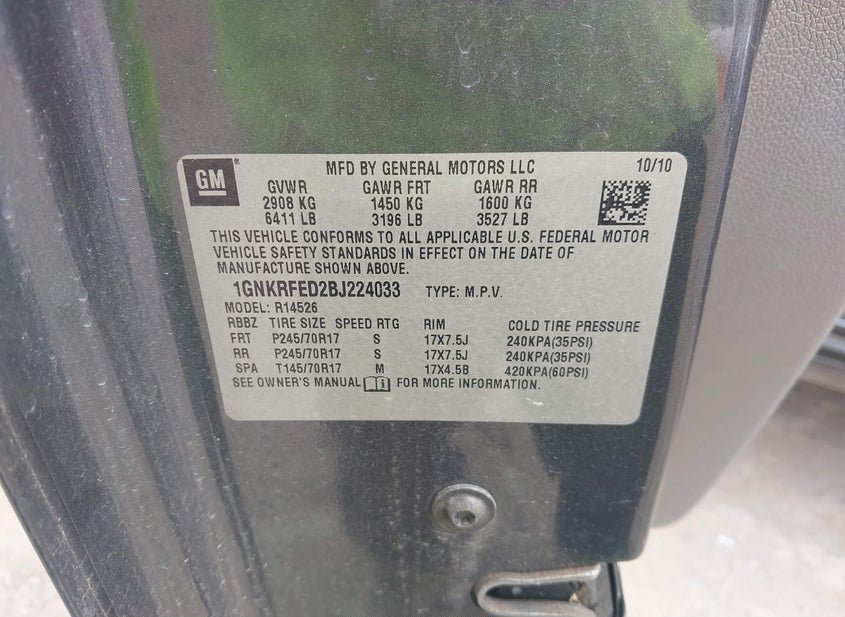 GM
MFD BY GENERAL MOTORS LLC 10/10
GVWR GAWR FRT GAWR RR
2908 KG 1450 KG 1600 KG
6411 LB 3196 LB 3527 LB
THIS VEHICLE CONFORMS TO ALL APPLICABLE U.S. FEDERAL MOTOR
VEHICLE SAFETY STANDARDS IN EFFECT ON THE DATE OF
MANUFACTURE SHOWN ABOVE.
1GNKRFED2BJ224033 TYPE: M.P.V.
MODEL: R14526
RBBZ TIRE SIZE SPEED RTG RIM COLD TIRE PRESSURE
FRT P245/70R17 S 17X7.5J 240KPA(35PSI)
RR P245/70R17 S 17X7.5J 240KPA(35PSI)
SPA T145/70R17 M 17X4.5B 420KPA(60PSI)
SEE OWNER'S MANUAL FOR MORE INFORMATION.